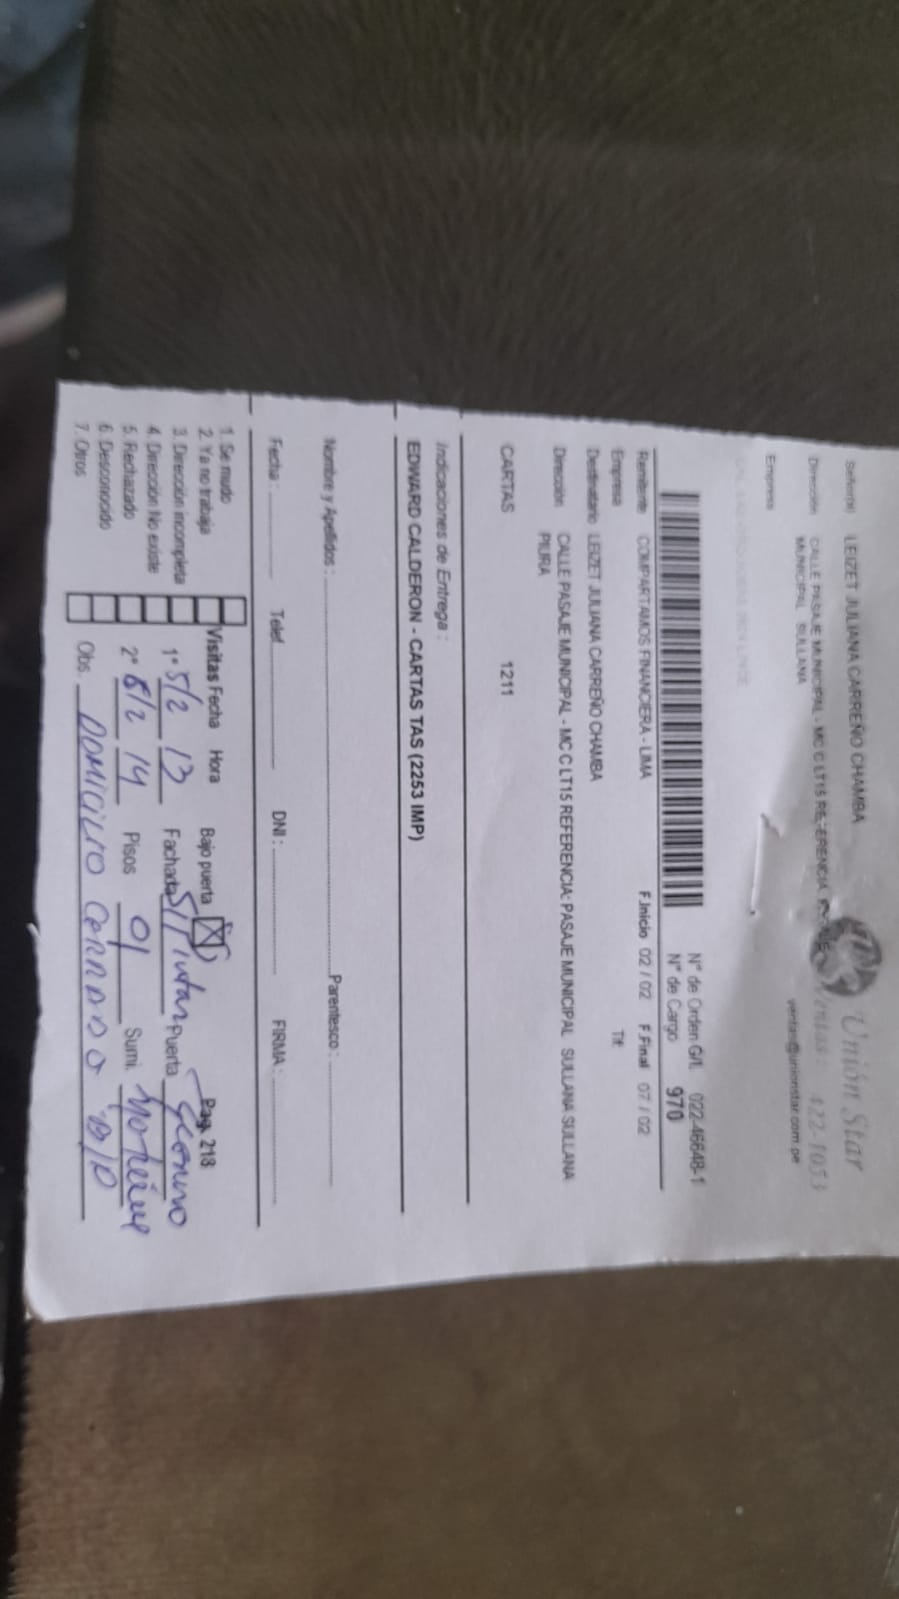 Unión Star
Señor(a) LEIZET JULIANA CARREÑO CHAMBA
Dirección CALLE PASAJE MUNICIPAL - MC C LT15 REFERENCIA
422-1053
MUNICIPAL SULLANA
ventas@unionstar.com.pe
Empresa
N° de Orden G/L 022-46648-1
N° de Cargo 970
Remitente COMPARTAMOS FINANCIERA - LIMA F.Inicio 02 / 02 F.Final 07 / 02
Empresa Tlf:
Destinatario LEIZET JULIANA CARREÑO CHAMBA
Dirección CALLE PASAJE MUNICIPAL - MC C LT15 REFERENCIA: PASAJE MUNICIPAL SULLANA SULLANA
PIURA
CARTAS 1211
Indicaciones de Entrega :
EDWARD CALDERON - CARTAS TAS (2253 IMP)
Nombre y Apellidos : Parentesco :
Fecha : Telef. DNI : FIRMA :
1. Se mudo
2. Ya no trabaja Visitas Fecha Hora Bajo puerta Pag. 218
3. Dirección incompleta 1° 5/2 13 Fachada S/Pintar Puerta
4. Dirección No existe
5. Rechazado 2° 6/2 14 Pisos 01 Sumi.
6. Desconocido
7. Otros Obs. DOMICILIO CERRADO B/P